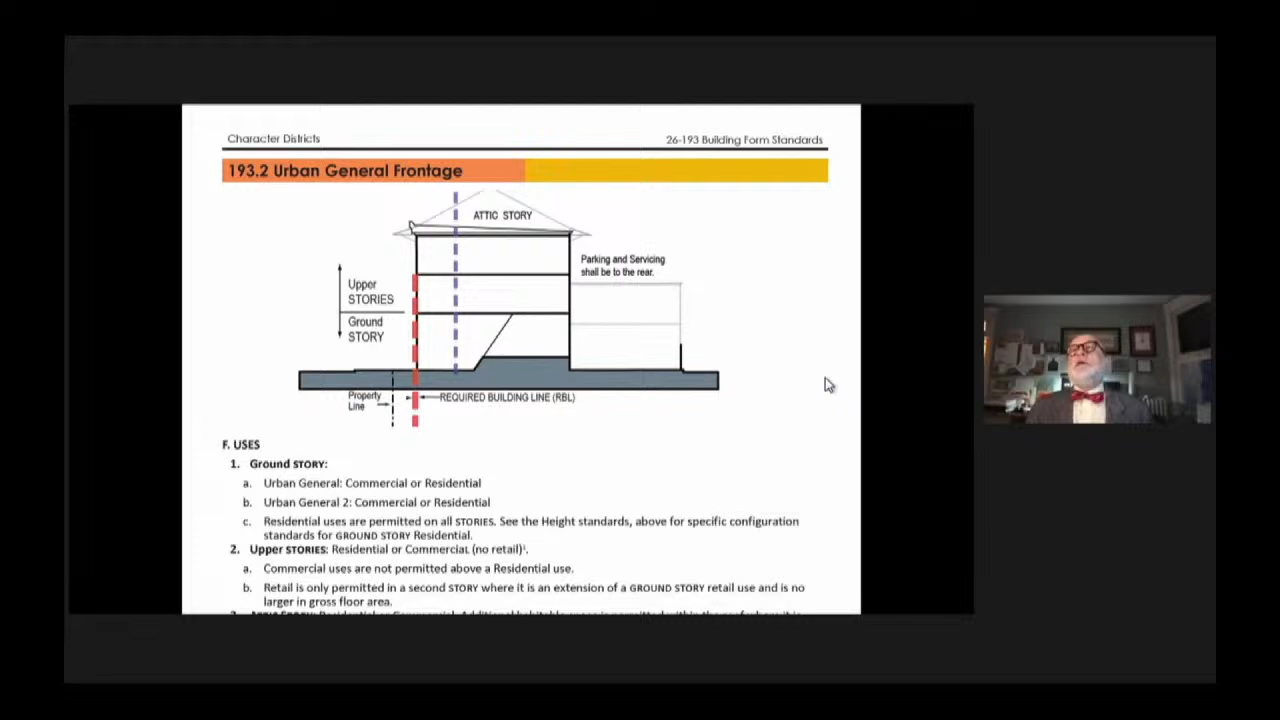 Character Districts
26-193 Building Form Standards
193.2 Urban General Frontage
ATTIC STORY
Parking and Servicing
shall be to the rear.
Upper
STORIES
Ground
STORY
Property
Line
REQUIRED BUILDING LINE (RBL)
F. USES
1. Ground STORY:
a. Urban General: Commercial or Residential
b. Urban General 2: Commercial or Residential
c. Residential uses are permitted on all STORIES. See the Height standards, above for specific configuration
standards for GROUND STORY Residential.
2. Upper STORIES: Residential or Commercial (no retail)¹.
a. Commercial uses are not permitted above a Residential use.
b. Retail is only permitted in a second STORY where it is an extension of a GROUND STORY retail use and is no
larger in gross floor area.